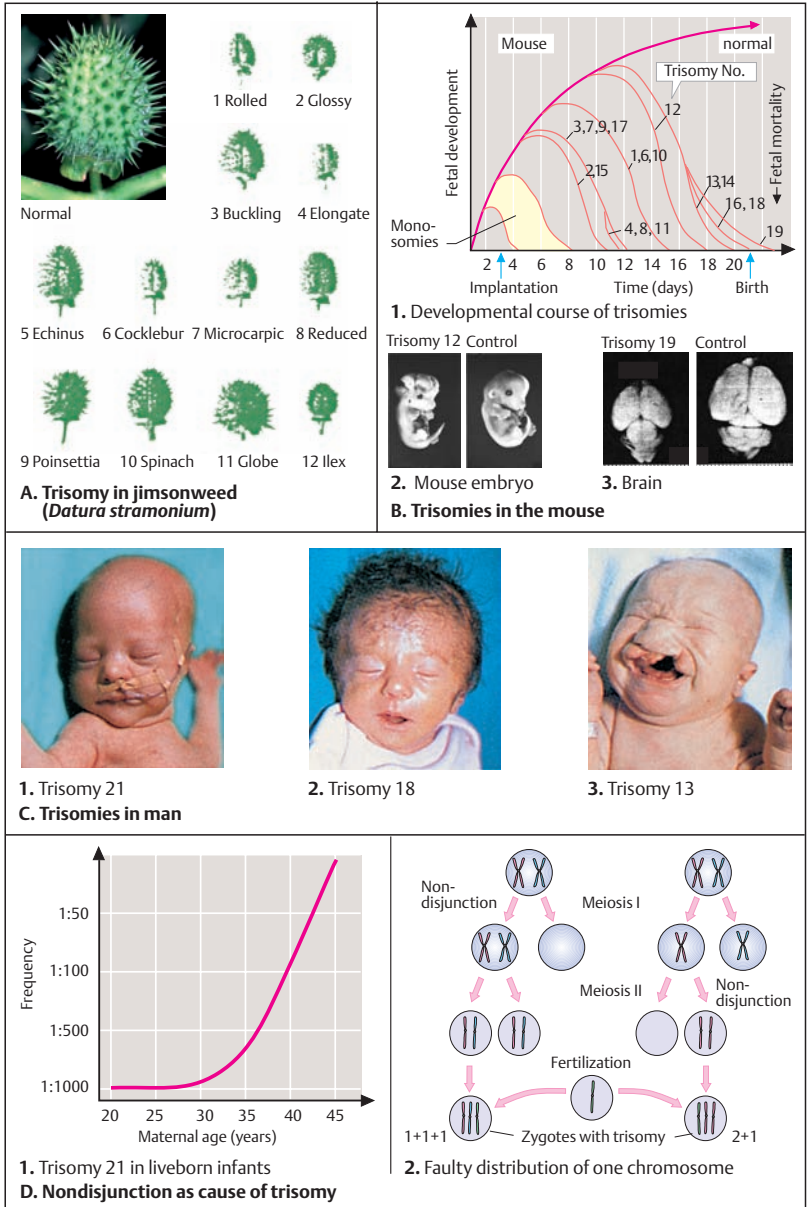 Normal
1 Rolled
2 Glossy
3 Buckling
4 Elongate
5 Echinus
6 Cocklebur
7 Microcarpic
8 Reduced
9 Poinsettia
10 Spinach
11 Globe
12 Ilex
A. Trisomy in jimsonweed
(Datura stramonium)
Mouse
normal
Trisomy No.
Fetal development
Fetal mortality
12
3,7,9,17
1,6,10
2,15
13,14
16,18
4,8,11
19
Mono-
somies
2 4 6 8 10 12 14 16 18 20
Implantation
Time (days)
Birth
1. Developmental course of trisomies
Trisomy 12
Control
Trisomy 19
Control
2. Mouse embryo
3. Brain
B. Trisomies in the mouse
1. Trisomy 21
2. Trisomy 18
3. Trisomy 13
C. Trisomies in man
Frequency
1:50
1:100
1:500
1:1000
20 25 30 35 40 45
Maternal age (years)
1. Trisomy 21 in liveborn infants
D. Nondisjunction as cause of trisomy
Non-
disjunction
Meiosis I
Meiosis II
Non-
disjunction
Fertilization
1+1+1
Zygotes with trisomy
2+1
2. Faulty distribution of one chromosome